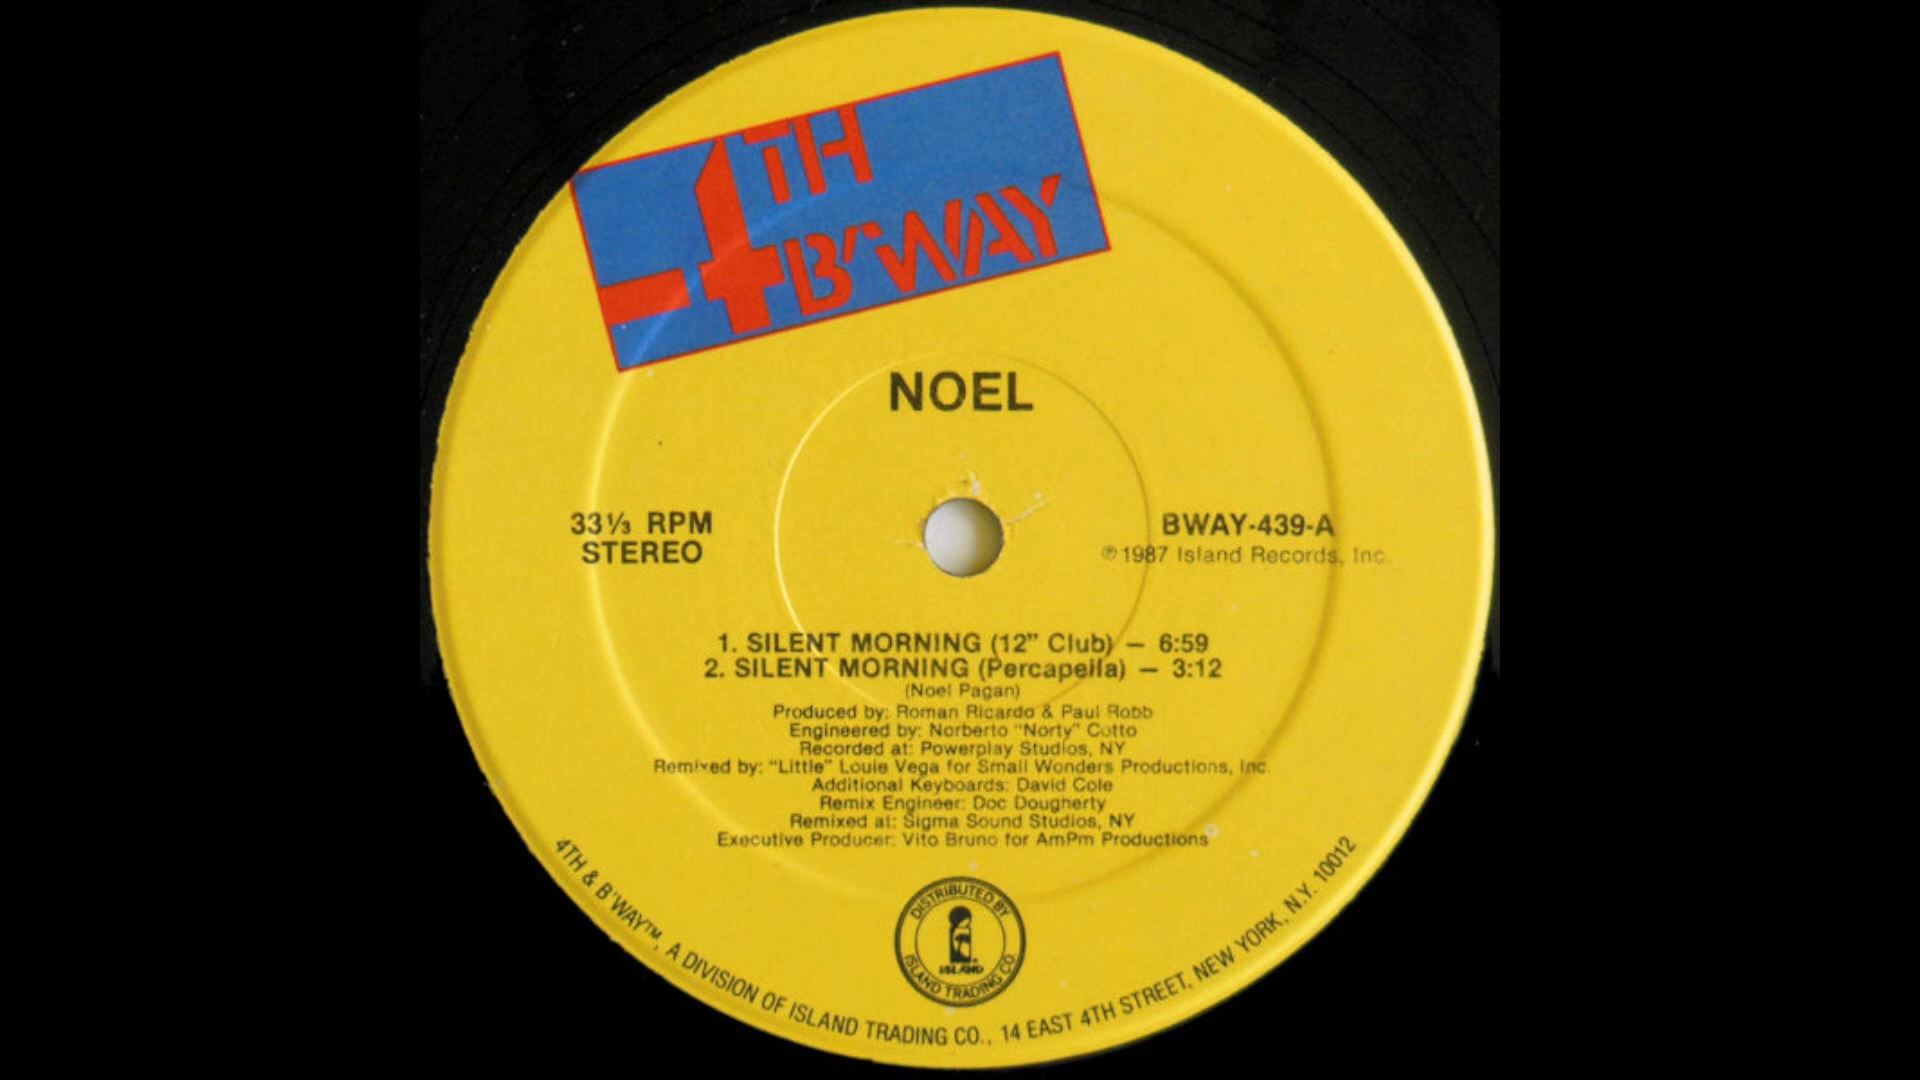 4TH
B'WAY
NOEL
33⅓ RPM
STEREO
BWAY-439-A
℗1987 Island Records, Inc.
1. SILENT MORNING (12” Club) — 6:59
2. SILENT MORNING (Percapella) — 3:12
(Noel Pagan)
Produced by: Roman Ricardo & Paul Robb
Engineered by: Norberto “Norty” Cotto
Recorded at: Powerplay Studios, NY
Remixed by: “Little” Louie Vega for Small Wonders Productions, Inc.
Additional Keyboards: David Cole
Remix Engineer: Doc Dougherty
Remixed at: Sigma Sound Studios, NY
Executive Producer: Vito Bruno for AmPm Productions
DISTRIBUTED BY
ISLAND
ISLAND TRADING CO.
4TH & B'WAY™, A DIVISION OF ISLAND TRADING CO., 14 EAST 4TH STREET, NEW YORK, N.Y. 10012